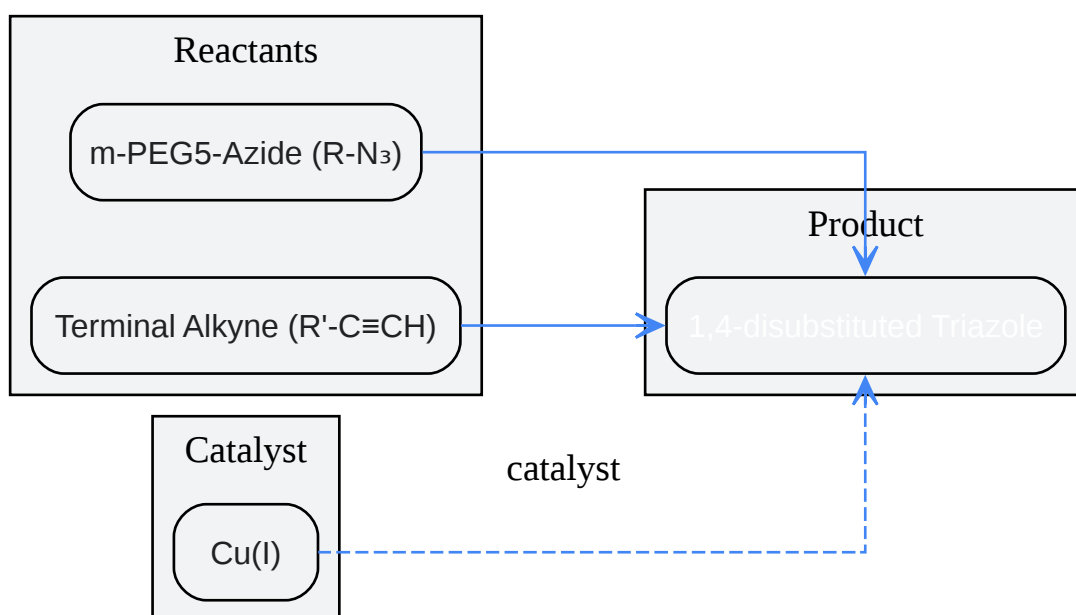 Reactants
m-PEG5-Azide (R-N₃)
Terminal Alkyne (R'-C≡CH)
Product
1,4-disubstituted Triazole
Catalyst
catalyst
Cu(I)